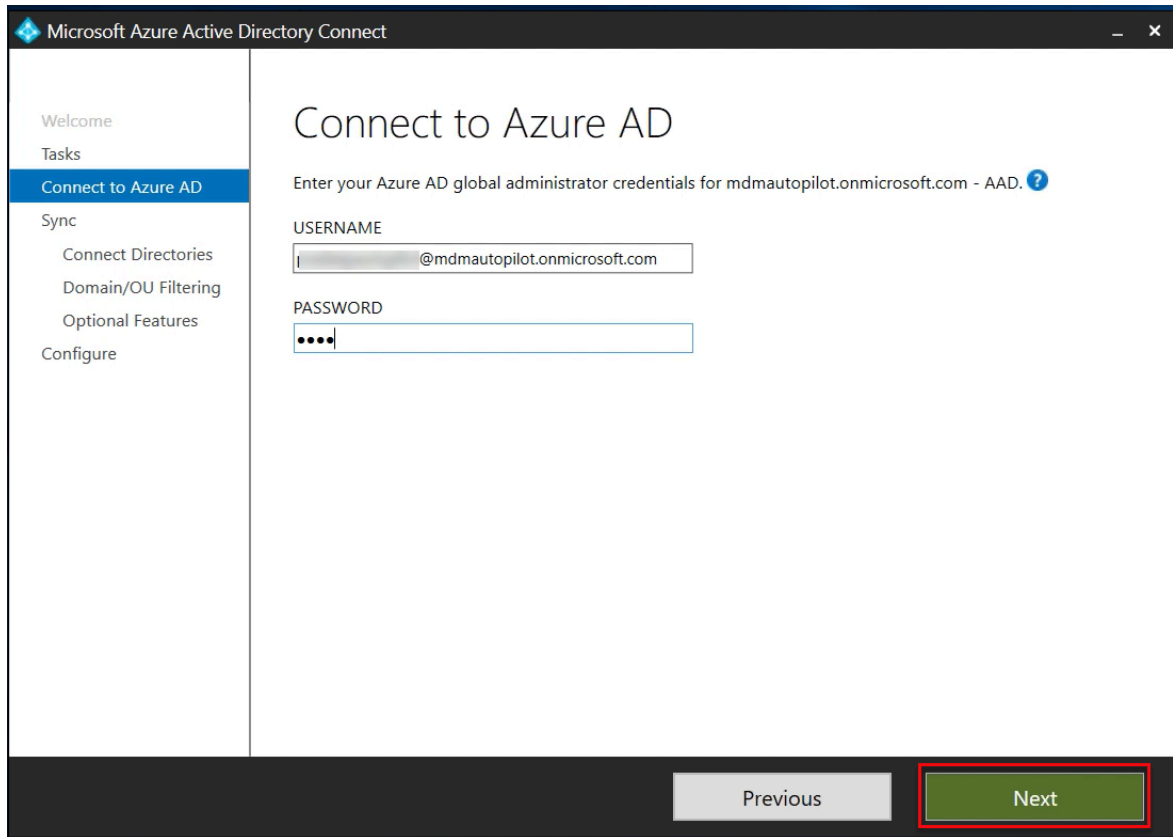 Microsoft Azure Active Directory Connect
Welcome
Tasks
Connect to Azure AD
Sync
Connect Directories
Domain/OU Filtering
Optional Features
Configure
Connect to Azure AD
Enter your Azure AD global administrator credentials for mdmautopilot.onmicrosoft.com - AAD. ?
USERNAME
@mdmautopilot.onmicrosoft.com
PASSWORD
••••
Previous
Next